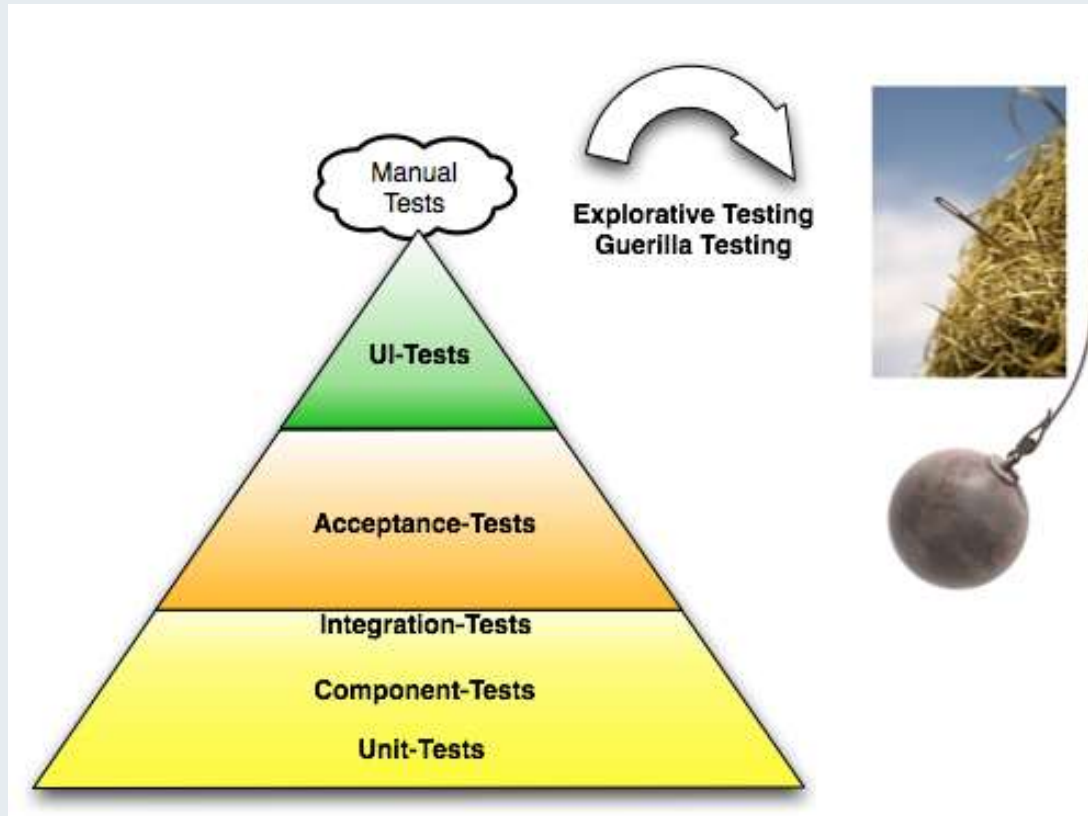 Manual
Tests
Explorative Testing
Guerilla Testing
UI-Tests
Acceptance-Tests
Integration-Tests
Component-Tests
Unit-Tests